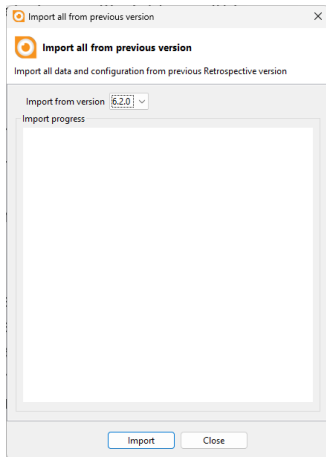 Import all from previous version
Import all from previous version
Import all data and configuration from previous Retrospective version
Import from version 6.2.0
Import progress
Import Close